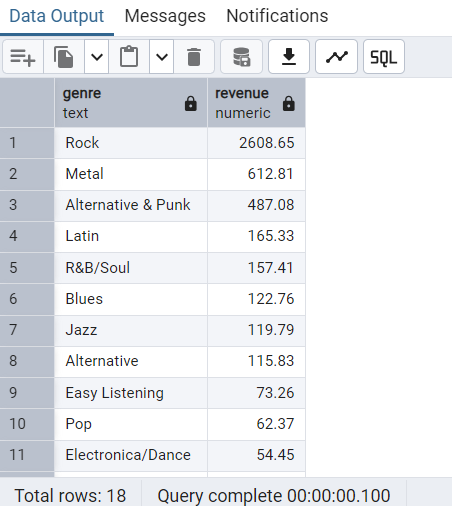 Data Output Messages Notifications
SQL
genre revenue
text numeric
1 Rock 2608.65
2 Metal 612.81
3 Alternative & Punk 487.08
4 Latin 165.33
5 R&B/Soul 157.41
6 Blues 122.76
7 Jazz 119.79
8 Alternative 115.83
9 Easy Listening 73.26
10 Pop 62.37
11 Electronica/Dance 54.45
Total rows: 18 Query complete 00:00:00.100